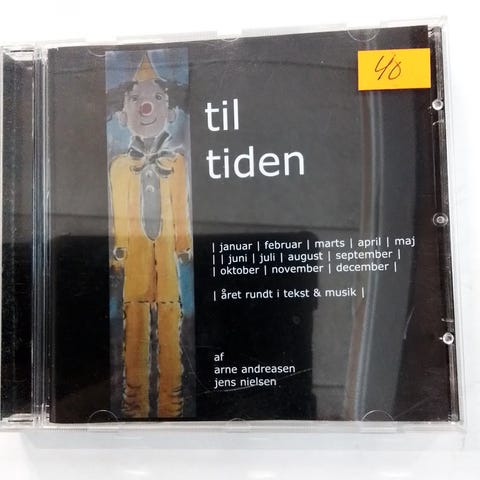 40
til
tiden
| januar | februar | marts | april | maj
| | juni | juli | august | september |
| oktober | november | december |
| året rundt i tekst & musik |
af
arne andreasen
jens nielsen